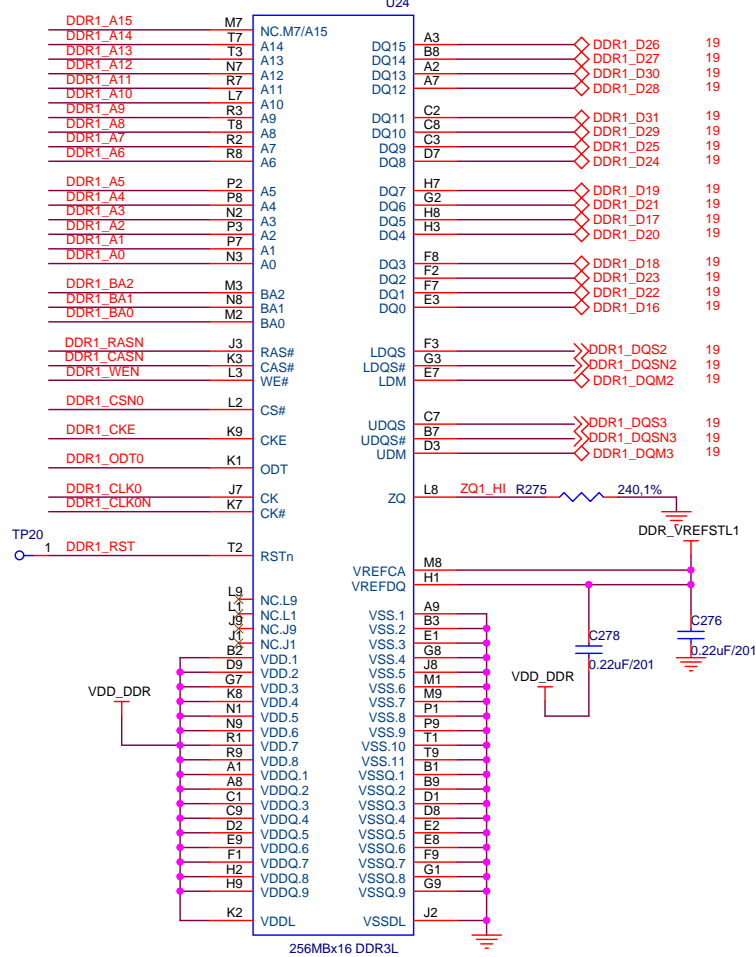 U24
DDR1_A15 M7 NC.M7/A15
DDR1_A14 T7 A14 DQ15 A3 DDR1_D26 19
DDR1_A13 T3 A13 DQ14 B8 DDR1_D27 19
DDR1_A12 N7 A12 DQ13 A2 DDR1_D30 19
DDR1_A11 R7 A11 DQ12 A7 DDR1_D28 19
DDR1_A10 L7 A10
DDR1_A9 R3 A9 DQ11 C2 DDR1_D31 19
DDR1_A8 T8 A8 DQ10 C8 DDR1_D29 19
DDR1_A7 R2 A7 DQ9 C3 DDR1_D25 19
DDR1_A6 R8 A6 DQ8 D7 DDR1_D24 19
DDR1_A5 P2 A5 DQ7 H7 DDR1_D19 19
DDR1_A4 P8 A4 DQ6 G2 DDR1_D21 19
DDR1_A3 N2 A3 DQ5 H8 DDR1_D17 19
DDR1_A2 P3 A2 DQ4 H3 DDR1_D20 19
DDR1_A1 P7 A1
DDR1_A0 N3 A0 DQ3 F8 DDR1_D18 19
DQ2 F2 DDR1_D23 19
DDR1_BA2 M3 BA2 DQ1 F7 DDR1_D22 19
DDR1_BA1 N8 BA1 DQ0 E3 DDR1_D16 19
DDR1_BA0 M2 BA0
DDR1_RASN J3 RAS# LDQS F3 DDR1_DQS2 19
DDR1_CASN K3 CAS# LDQS# G3 DDR1_DQSN2 19
DDR1_WEN L3 WE# LDM E7 DDR1_DQM2 19
DDR1_CSN0 L2 CS# UDQS C7 DDR1_DQS3 19
DDR1_CKE K9 CKE UDQS# B7 DDR1_DQSN3 19
UDM D3 DDR1_DQM3 19
DDR1_ODT0 K1 ODT
DDR1_CLK0 J7 CK ZQ L8 ZQ1_HI R275 240,1%
DDR1_CLK0N K7 CK#
DDR_VREFSTL1
TP20 1 DDR1_RST T2 RSTn
VREFCA M8
VREFDQ H1
L9 NC.L9 VSS.1 A9
L1 NC.L1 VSS.2 B3
J9 NC.J9 VSS.3 E1
J1 NC.J1 VSS.4 G8
C276
0.22uF/201
C278
0.22uF/201
VDD_DDR
B2 VDD.1 VSS.5 J8
D9 VDD.2 VSS.6 M1
VDD_DDR
G7 VDD.3 VSS.7 M9
K8 VDD.4 VSS.8 P1
N1 VDD.5 VSS.9 P9
N9 VDD.6 VSS.10 T1
R1 VDD.7 VSS.11 T9
R9 VDD.8 VSSQ.1 B1
A1 VDDQ.1 VSSQ.2 B9
A8 VDDQ.2 VSSQ.3 D1
C1 VDDQ.3 VSSQ.4 D8
C9 VDDQ.4 VSSQ.5 E2
D2 VDDQ.5 VSSQ.6 E8
E9 VDDQ.6 VSSQ.7 F9
F1 VDDQ.7 VSSQ.8 G1
H2 VDDQ.8 VSSQ.9 G9
H9 VDDQ.9
K2 VDDL VSSDL J2
256MBx16 DDR3L